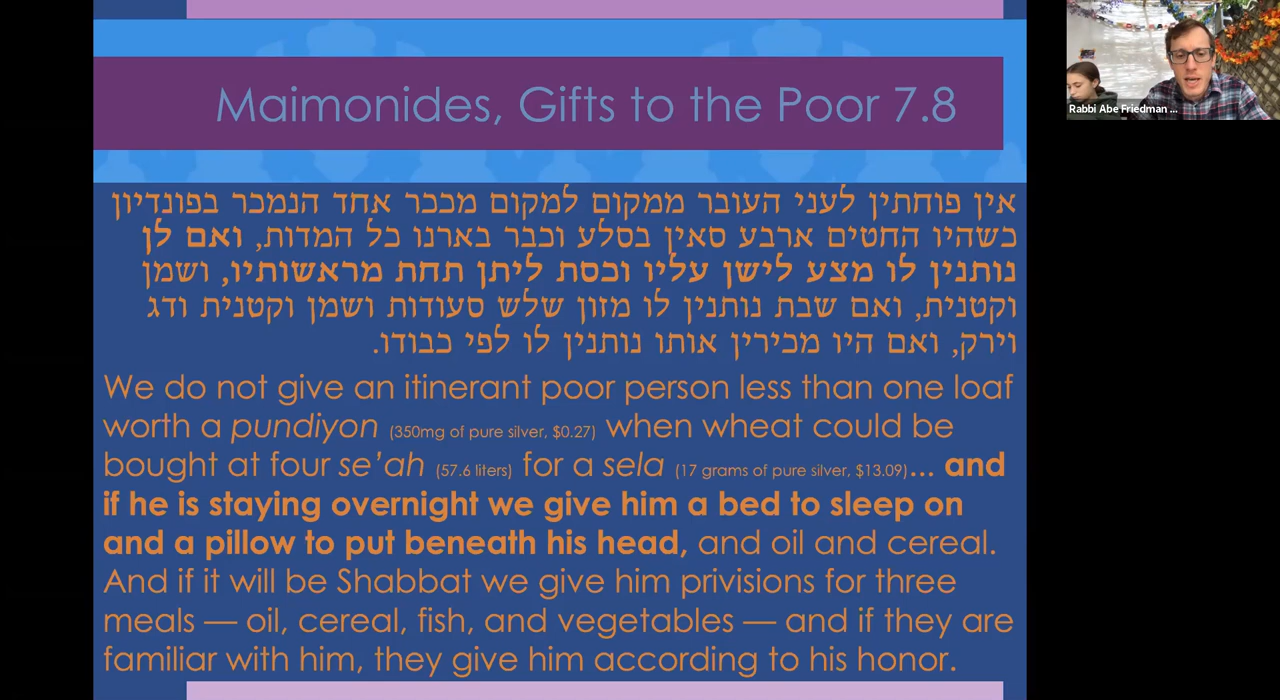 Maimonides, Gifts to the Poor 7.8
Rabbi Abe Friedman ...
אין פוחתין לעני העובר ממקום למקום מככר אחד הנמכר בפונדיון
כשהיו החטים ארבע סאין בסלע וכבר בארנו כל המדות, ואם לן
נותנין לו מצע לישן עליו וכסת ליתן תחת מראשותיו, ושמן
וקטנית, ואם שבת נותנין לו מזון שלש סעודות ושמן וקטנית ודג
וירק, ואם היו מכירין אותו נותנין לו לפי כבודו.
We do not give an itinerant poor person less than one loaf
worth a pundiyon (350mg of pure silver, $0.27) when wheat could be
bought at four se’ah (57.6 liters) for a sela (17 grams of pure silver, $13.09)... and
if he is staying overnight we give him a bed to sleep on
and a pillow to put beneath his head, and oil and cereal.
And if it will be Shabbat we give him privisions for three
meals — oil, cereal, fish, and vegetables — and if they are
familiar with him, they give him according to his honor.